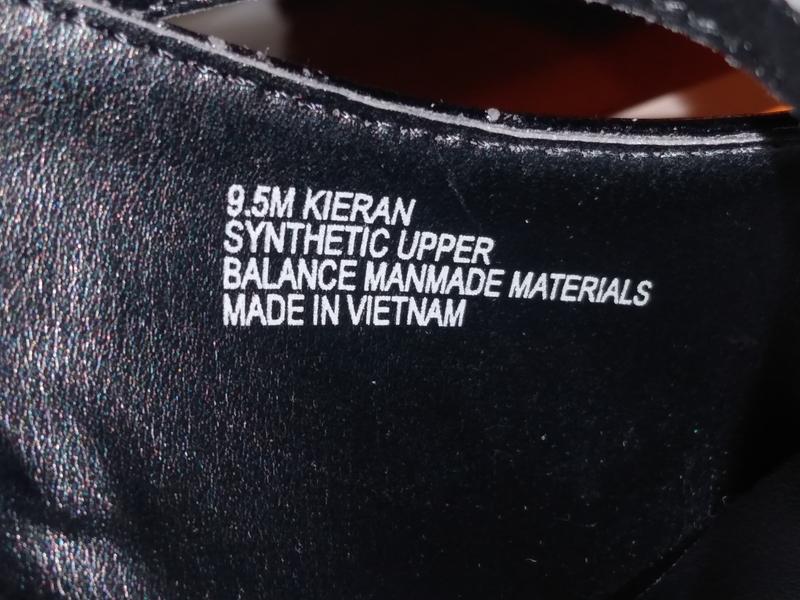 9.5M KIERAN
SYNTHETIC UPPER
BALANCE MANMADE MATERIALS
MADE IN VIETNAM